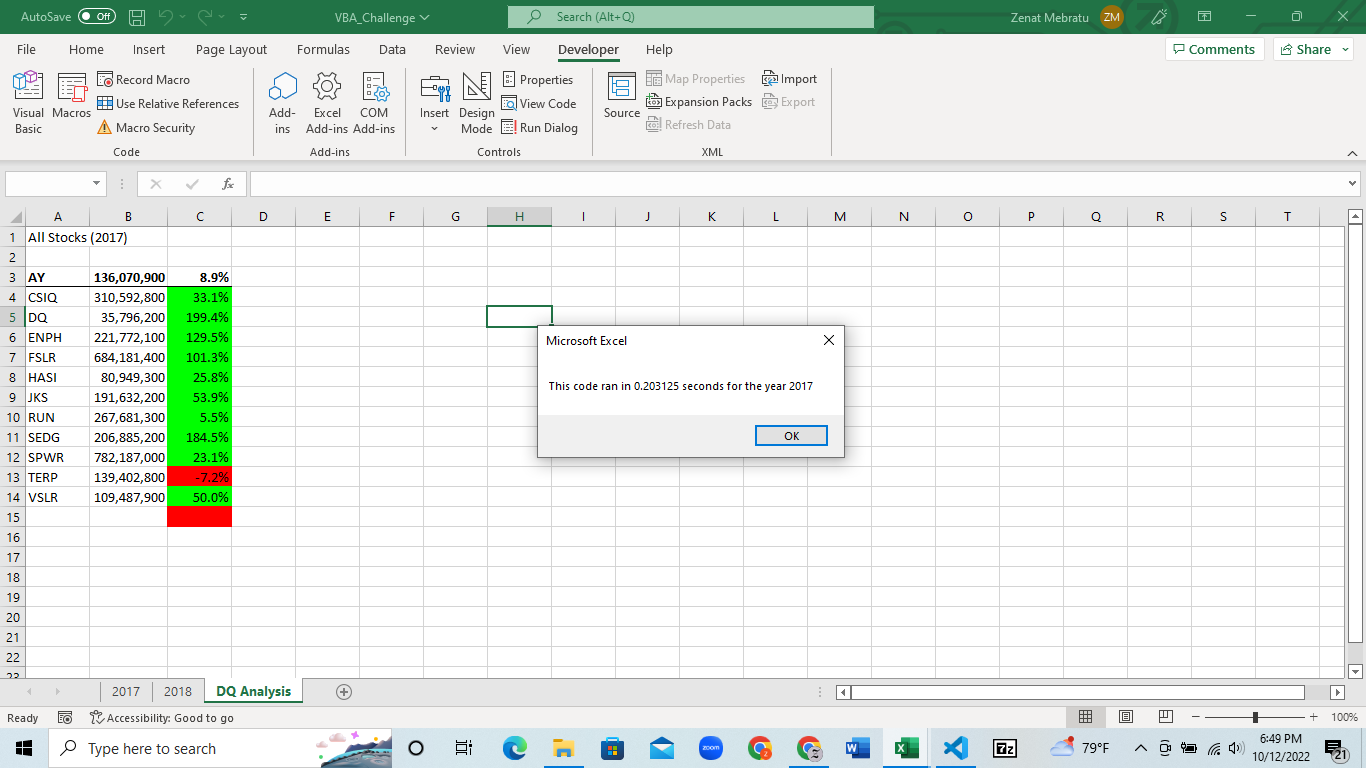 AutoSave Off VBA_Challenge Search (Alt+Q) Zenat Mebratu ZM
File Home Insert Page Layout Formulas Data Review View Developer Help Comments Share
Visual Basic Macros Record Macro Use Relative References Macro Security
Add-ins Excel Add-ins COM Add-ins
Insert Design Mode Properties View Code Run Dialog
Source Map Properties Expansion Packs Refresh Data Import Export
Code Add-ins Controls XML
fx
A B C D E F G H I J K L M N O P Q R S T
1 All Stocks (2017)
2
3 AY 136,070,900 8.9%
4 CSIQ 310,592,800 33.1%
5 DQ 35,796,200 199.4%
6 ENPH 221,772,100 129.5%
7 FSLR 684,181,400 101.3%
8 HASI 80,949,300 25.8%
9 JKS 191,632,200 53.9%
10 RUN 267,681,300 5.5%
11 SEDG 206,885,200 184.5%
12 SPWR 782,187,000 23.1%
13 TERP 139,402,800 -7.2%
14 VSLR 109,487,900 50.0%
15
16
17
18
19
20
21
22
23
Microsoft Excel
This code ran in 0.203125 seconds for the year 2017
OK
2017 2018 DQ Analysis
Ready Accessibility: Good to go 100%
Type here to search zoom 7z 79°F 6:49 PM
10/12/2022 21